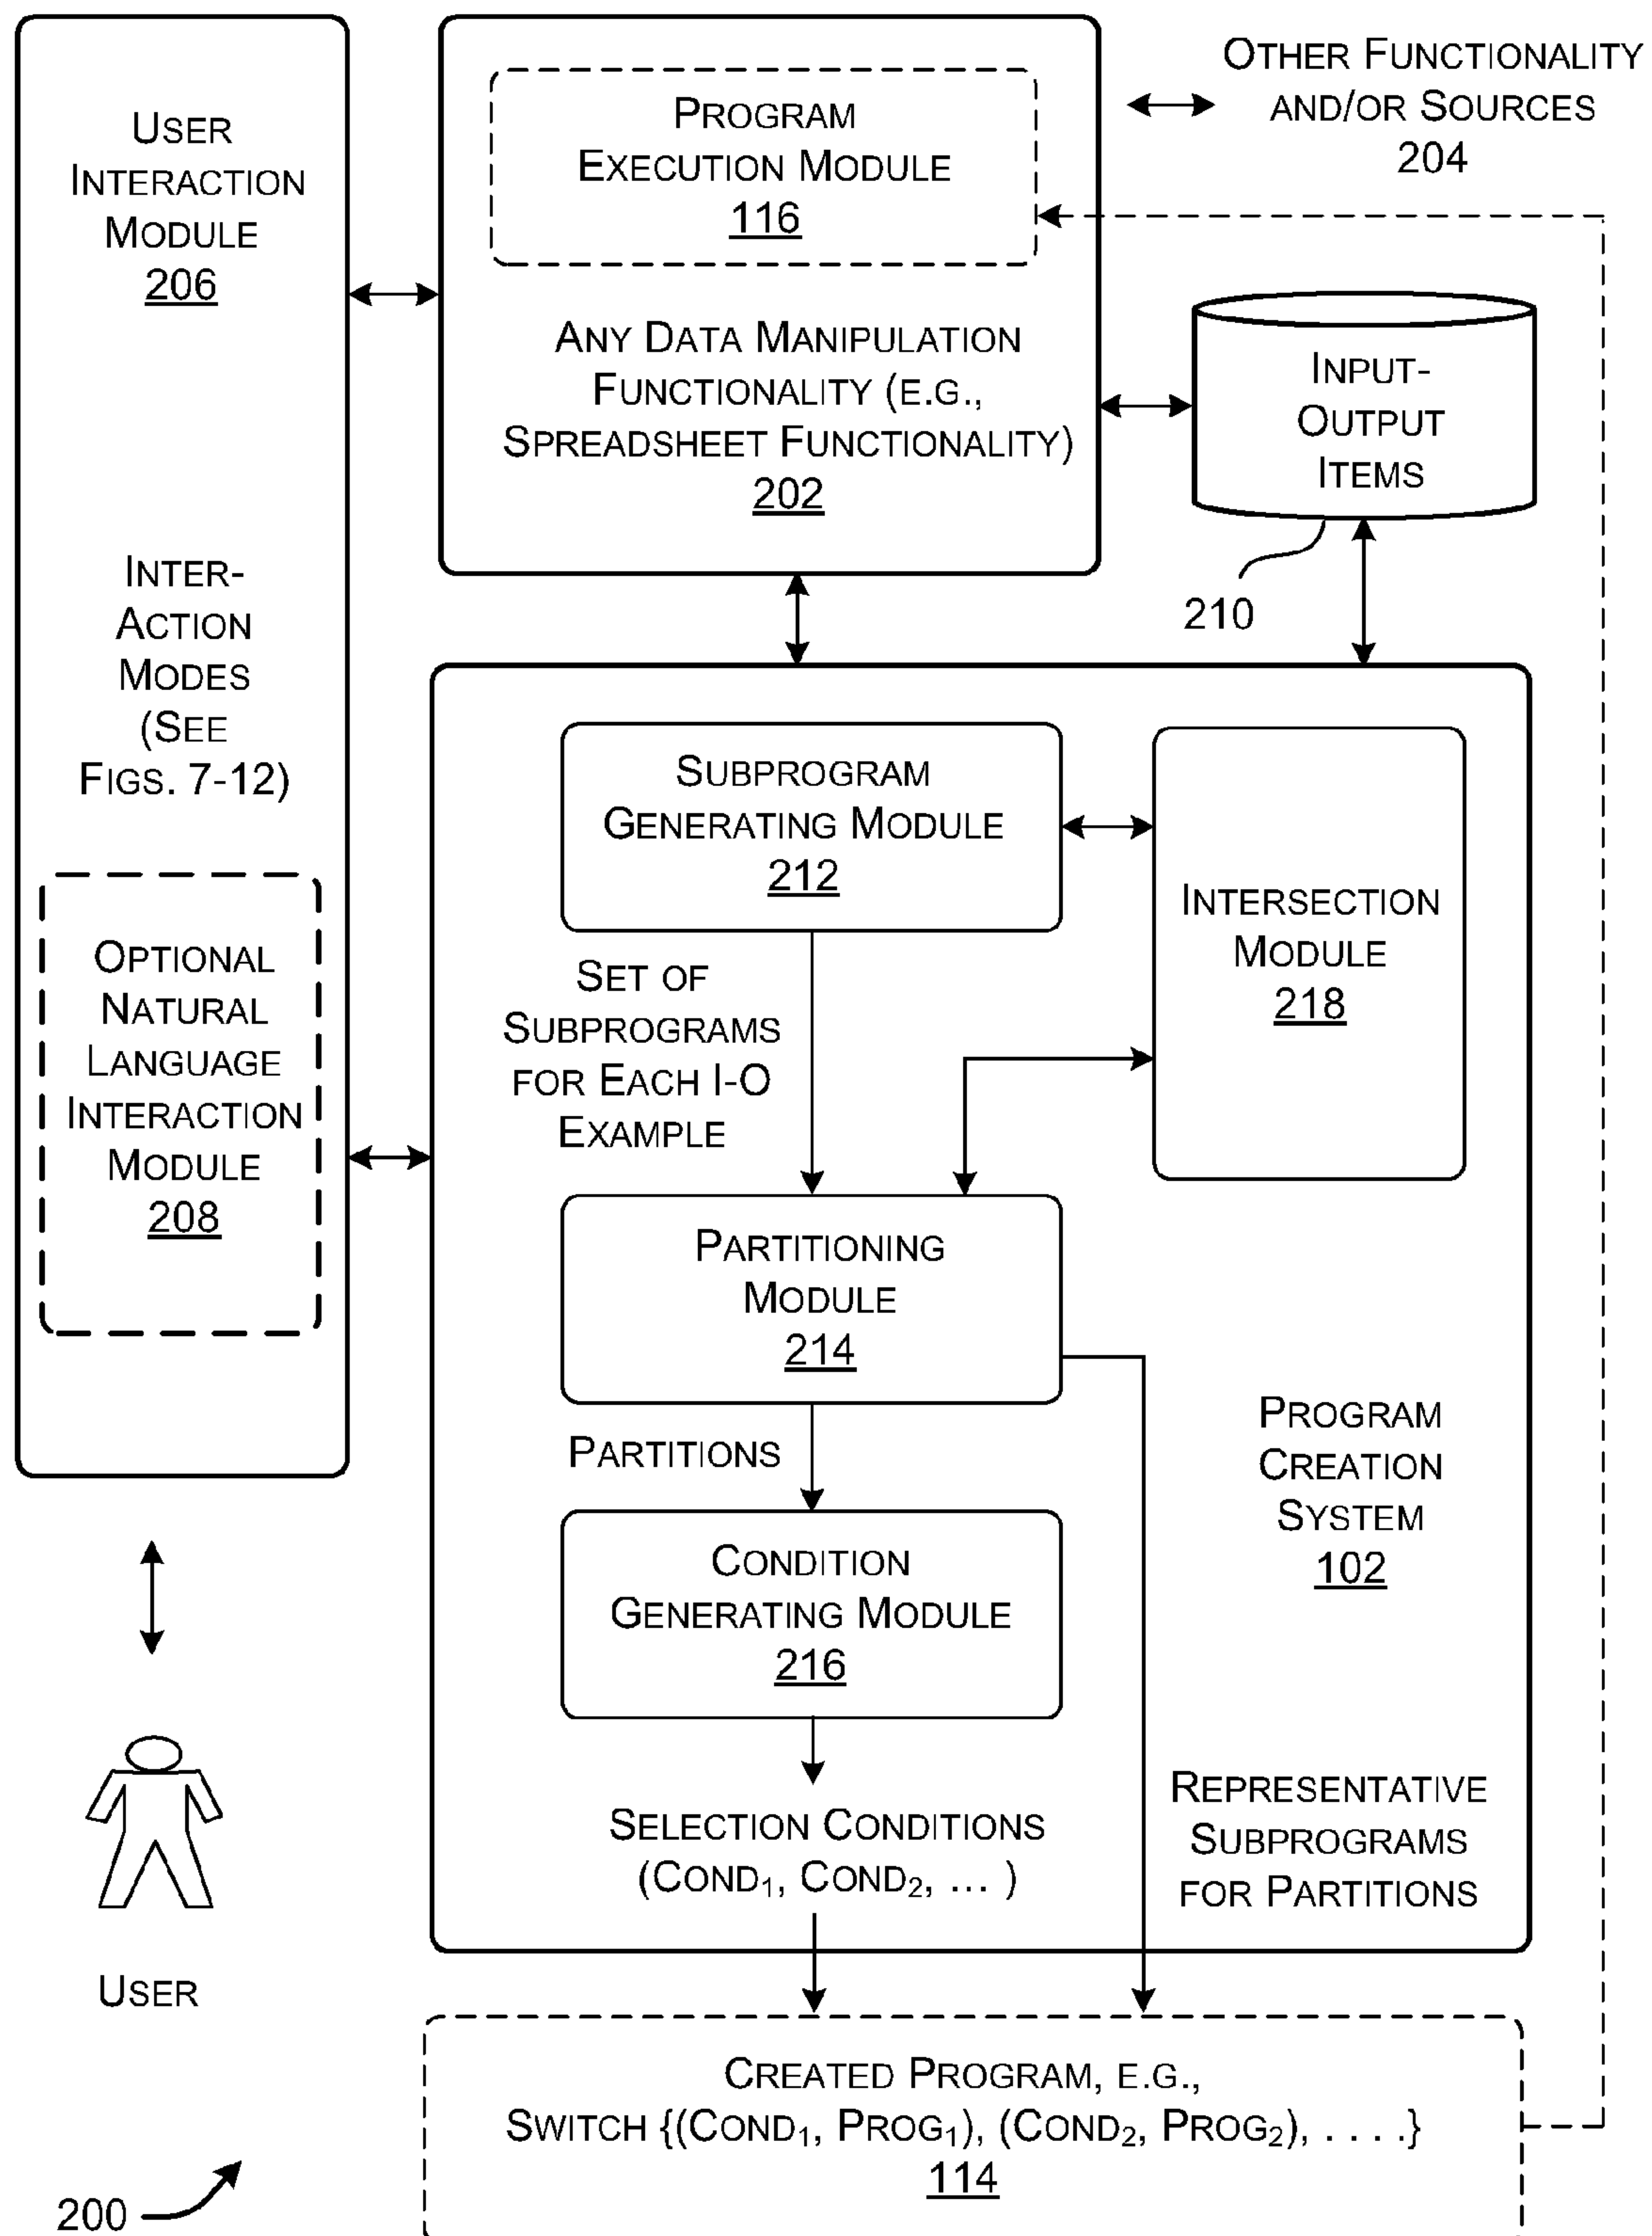 USER
INTERACTION
MODULE
206
INTER-
ACTION
MODES
(SEE
FIGS. 7-12)
OPTIONAL
NATURAL
LANGUAGE
INTERACTION
MODULE
208
USER
200
PROGRAM
EXECUTION MODULE
116
ANY DATA MANIPULATION
FUNCTIONALITY (E.G.,
SPREADSHEET FUNCTIONALITY)
202
OTHER FUNCTIONALITY
AND/OR SOURCES
204
INPUT-
OUTPUT
ITEMS
210
SUBPROGRAM
GENERATING MODULE
212
INTERSECTION
MODULE
218
SET OF
SUBPROGRAMS
FOR EACH I-O
EXAMPLE
PARTITIONING
MODULE
214
PARTITIONS
CONDITION
GENERATING MODULE
216
PROGRAM
CREATION
SYSTEM
102
SELECTION CONDITIONS
(COND₁, COND₂, ... )
REPRESENTATIVE
SUBPROGRAMS
FOR PARTITIONS
CREATED PROGRAM, E.G.,
SWITCH {(COND₁, PROG₁), (COND₂, PROG₂), . . . .}
114